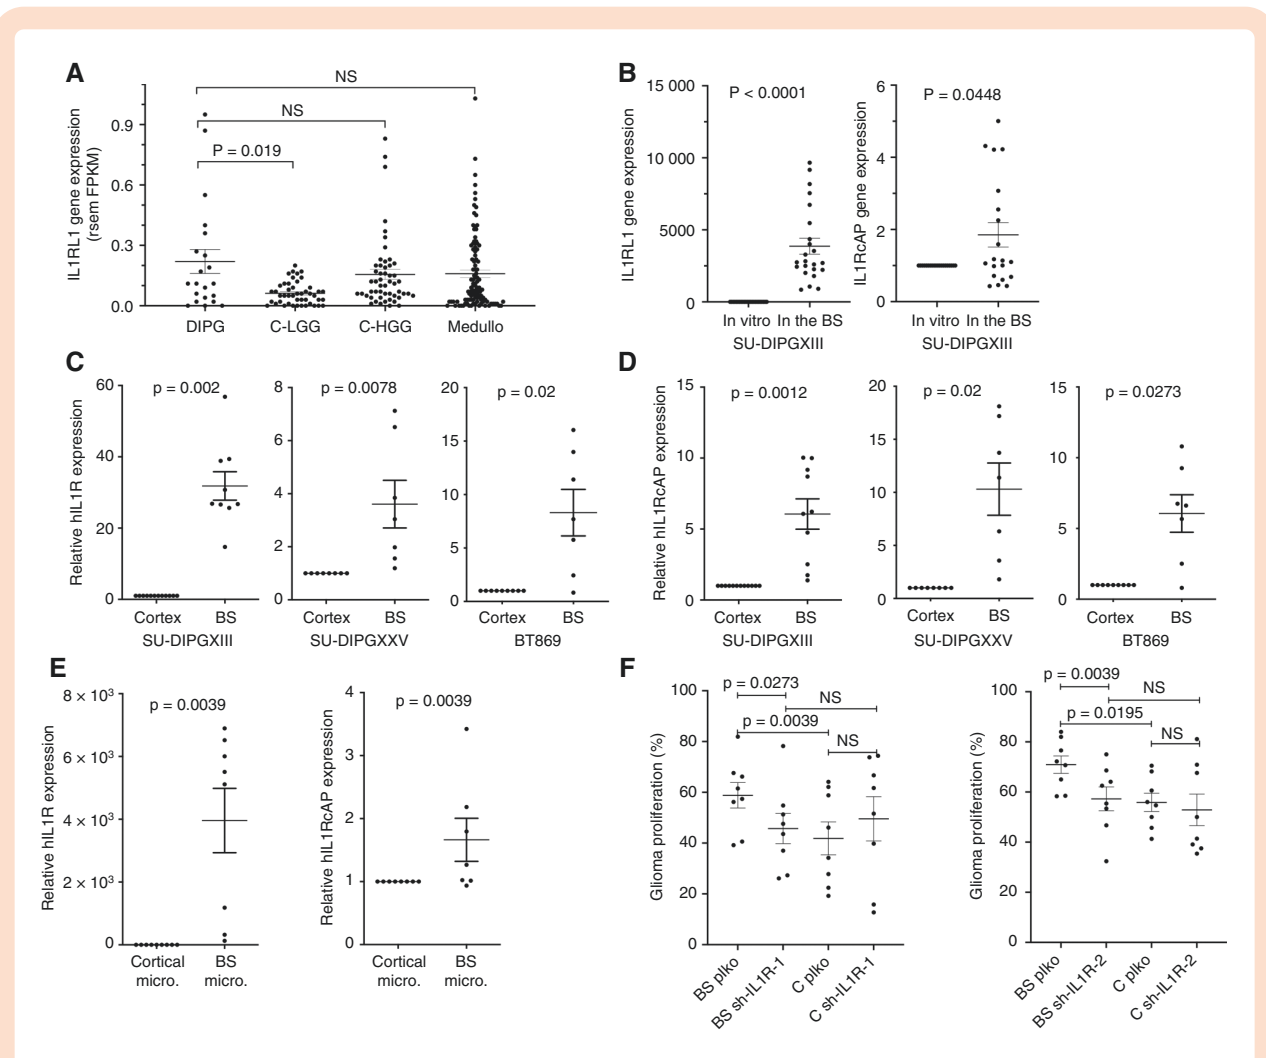 A
NS
NS
P = 0.019
IL1RL1 gene expression
(rsem FPKM)
0.9
0.6
0.3
0.0
DIPG C-LGG C-HGG Medullo
B
P < 0.0001
IL1RL1 gene expression
15 000
10 000
5000
0
In vitro In the BS
SU-DIPGXIII
P = 0.0448
IL1RcAP gene expression
6
4
2
0
In vitro In the BS
SU-DIPGXIII
C
p = 0.002
Relative hIL1R expression
60
40
20
0
Cortex BS
SU-DIPGXIII
p = 0.0078
8
6
4
2
0
Cortex BS
SU-DIPGXXV
p = 0.02
20
15
10
5
0
Cortex BS
BT869
D
p = 0.0012
Relative hIL1RcAP expression
15
10
5
0
Cortex BS
SU-DIPGXIII
p = 0.02
20
15
10
5
0
Cortex BS
SU-DIPGXXV
p = 0.0273
15
10
5
0
Cortex BS
BT869
E
p = 0.0039
Relative hIL1R expression
8 × 10³
6 × 10³
4 × 10³
2 × 10³
0
Cortical BS
micro. micro.
p = 0.0039
Relative hIL1RcAP expression
4
3
2
1
0
Cortical BS
micro. micro.
F
p = 0.0273
NS
p = 0.0039
NS
Glioma proliferation (%)
100
80
60
40
20
0
BS plko
BS sh-IL1R-1
C plko
C sh-IL1R-1
p = 0.0039
NS
p = 0.0195
NS
Glioma proliferation (%)
100
80
60
40
20
0
BS plko
BS sh-IL1R-2
C plko
C sh-IL1R-2